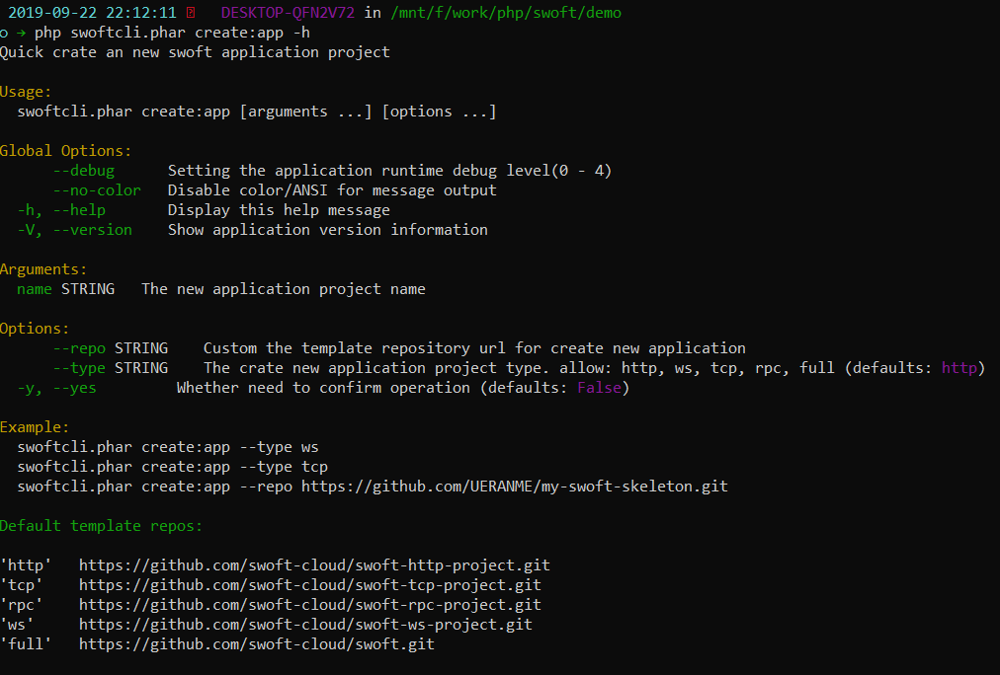 2019-09-22 22:12:11 DESKTOP-QFN2V72 in /mnt/f/work/php/swoft/demo
o → php swoftcli.phar create:app -h
Quick crate an new swoft application project
Usage:
swoftcli.phar create:app [arguments ...] [options ...]
Global Options:
--debug Setting the application runtime debug level(0 - 4)
--no-color Disable color/ANSI for message output
-h, --help Display this help message
-V, --version Show application version information
Arguments:
name STRING The new application project name
Options:
--repo STRING Custom the template repository url for create new application
--type STRING The crate new application project type. allow: http, ws, tcp, rpc, full (defaults: http)
-y, --yes Whether need to confirm operation (defaults: False)
Example:
swoftcli.phar create:app --type ws
swoftcli.phar create:app --type tcp
swoftcli.phar create:app --repo https://github.com/UERANME/my-swoft-skeleton.git
Default template repos:
'http' https://github.com/swoft-cloud/swoft-http-project.git
'tcp' https://github.com/swoft-cloud/swoft-tcp-project.git
'rpc' https://github.com/swoft-cloud/swoft-rpc-project.git
'ws' https://github.com/swoft-cloud/swoft-ws-project.git
'full' https://github.com/swoft-cloud/swoft.git